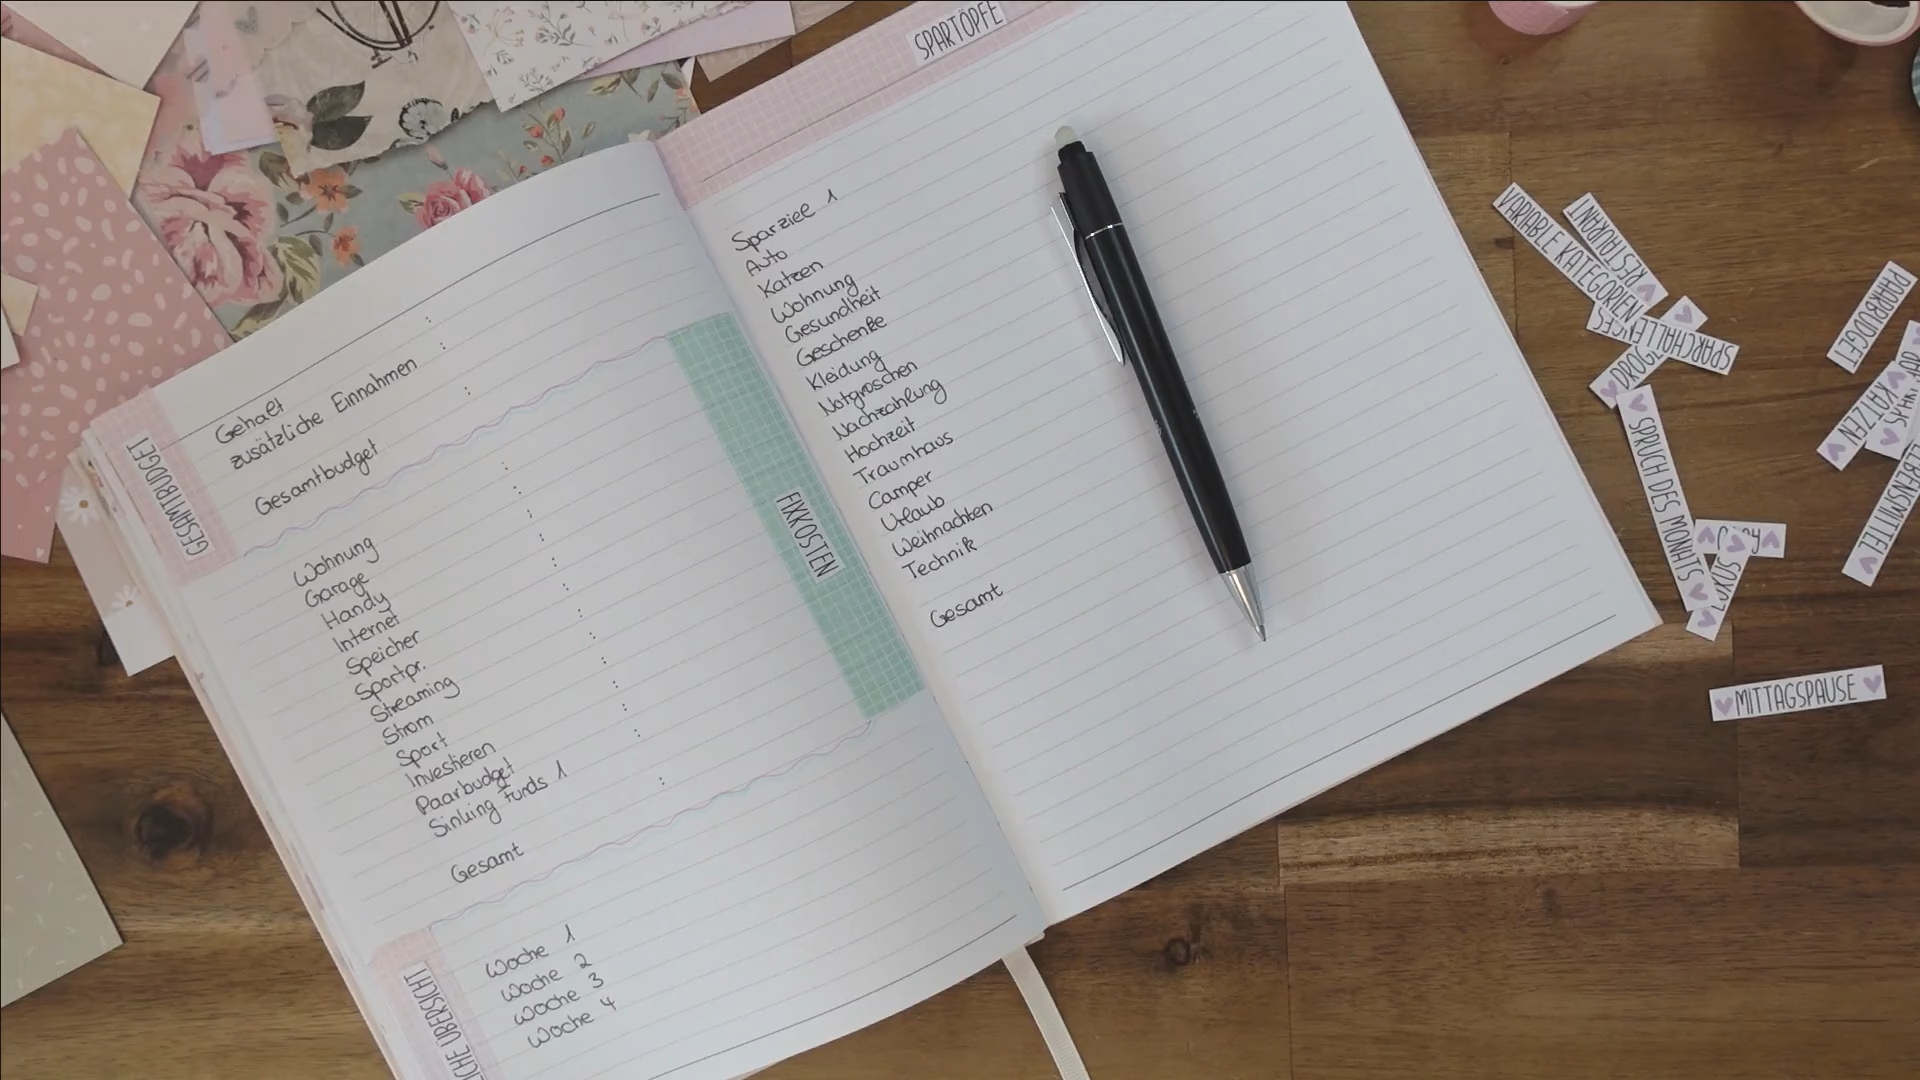 GESAMTBUDGET
Gehalt
zusätzliche Einnahmen
Gesamtbudget
FIXKOSTEN
Wohnung
Garage
Handy
Internet
Speicher
Sportpr.
Streaming
Strom
Sport
Investieren
Paarbudget
Sinking Funds 1
Gesamt
ÜBERSICHT
Woche 1
Woche 2
Woche 3
Woche 4
SPARTÖPFE
Sparziel 1
Auto
Katzen
Wohnung
Gesundheit
Geschenke
Kleidung
Notgroschen
Nachzahlung
Hochzeit
Traumhaus
Camper
Urlaub
Weihnachten
Technik
Gesamt
VARIABLE KATEGORIEN
RESTAURANT
SPARCHALLENGES
SPRUCH DES MONATS
PAARBUDGET
KATZEN
LEBENSMITTEL
MITTAGSPAUSE